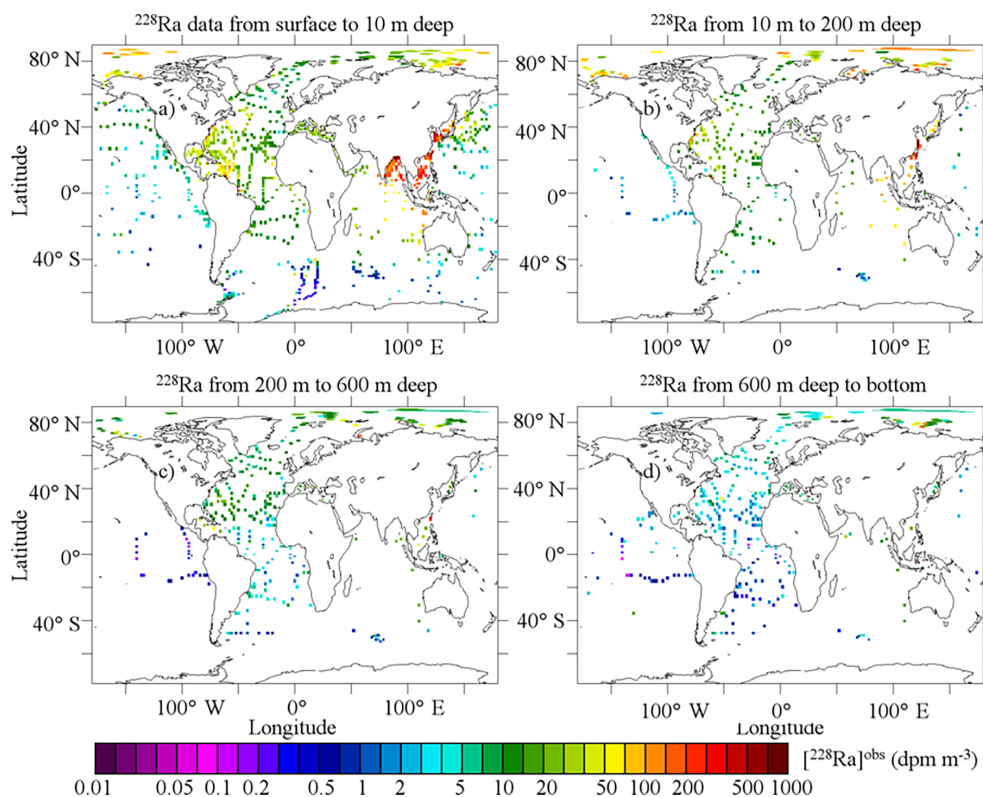 ²²⁸Ra data from surface to 10 m deep
²²⁸Ra from 10 m to 200 m deep
80° N
a)
40° N
0°
40° S
Latitude
100° W
0°
100° E
80° N
b)
40° N
0°
40° S
100° W
0°
100° E
²²⁸Ra from 200 m to 600 m deep
²²⁸Ra from 600 m deep to bottom
80° N
c)
40° N
0°
40° S
Latitude
100° W
0°
100° E
Longitude
80° N
d)
40° N
0°
40° S
100° W
0°
100° E
Longitude
0.01 0.05 0.1 0.2 0.5 1 2 5 10 20 50 100 200 500 1000
[²²⁸Ra]ᵒᵇˢ (dpm m⁻³)